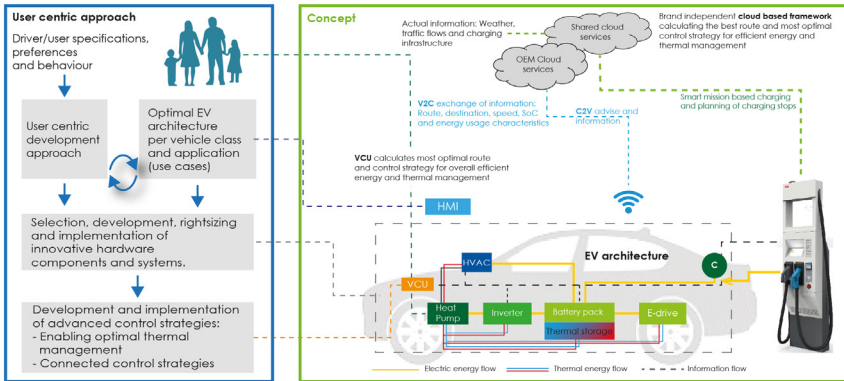 User centric approach
Driver/user specifications,
preferences
and behaviour
User centric
development
approach
Optimal EV
architecture
per vehicle class
and application
(use cases)
Selection, development, rightsizing
and implementation of
innovative hardware
components and systems.
Development and implementation
of advanced control strategies:
- Enabling optimal thermal
management
- Connected control strategies
Concept
Actual information: Weather,
traffic flows and charging
infrastructure
Shared cloud
services
OEM Cloud
services
Brand independent cloud based framework
calculating the best route and most optimal
control strategy for efficient energy and
thermal management
V2C exchange of information:
Route, destination, speed, SoC
and energy usage characteristics
C2V advise and
information
Smart mission based charging
and planning of charging stops
VCU calculates most optimal route
and control strategy for overall efficient
energy and thermal management
HMI
EV architecture
HVAC
C
VCU
Heat
Pump
Inverter
Battery pack
Thermal storage
E-drive
Electric energy flow
Thermal energy flow
Information flow